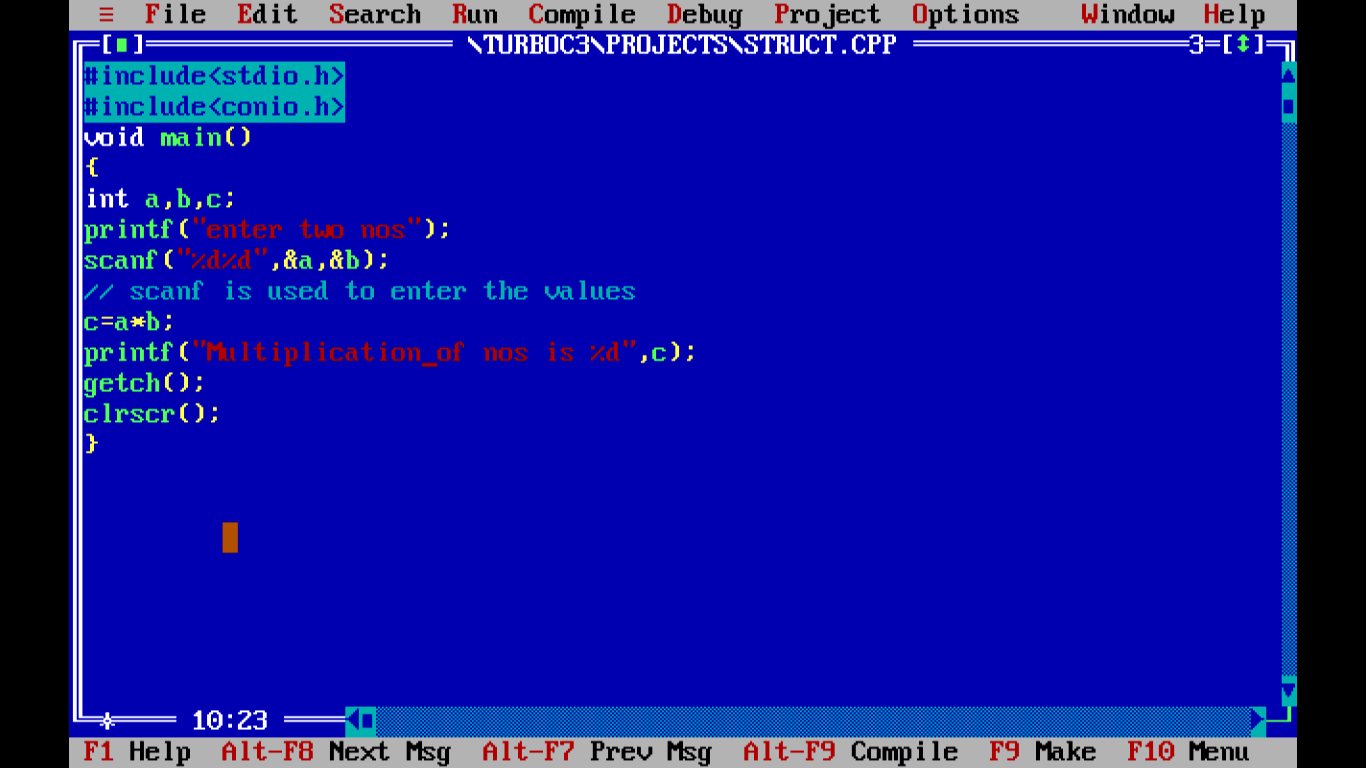 ≡ File Edit Search Run Compile Debug Project Options Window Help
\TURBOC3\PROJECTS\STRUCT.CPP 3
#include<stdio.h>
#include<conio.h>
void main()
{
int a,b,c;
printf("enter two nos");
scanf("%d%d",&a,&b);
// scanf is used to enter the values
c=a*b;
printf("Multiplication of nos is %d",c);
getch();
clrscr();
}
10:23
F1 Help Alt-F8 Next Msg Alt-F7 Prev Msg Alt-F9 Compile F9 Make F10 Menu